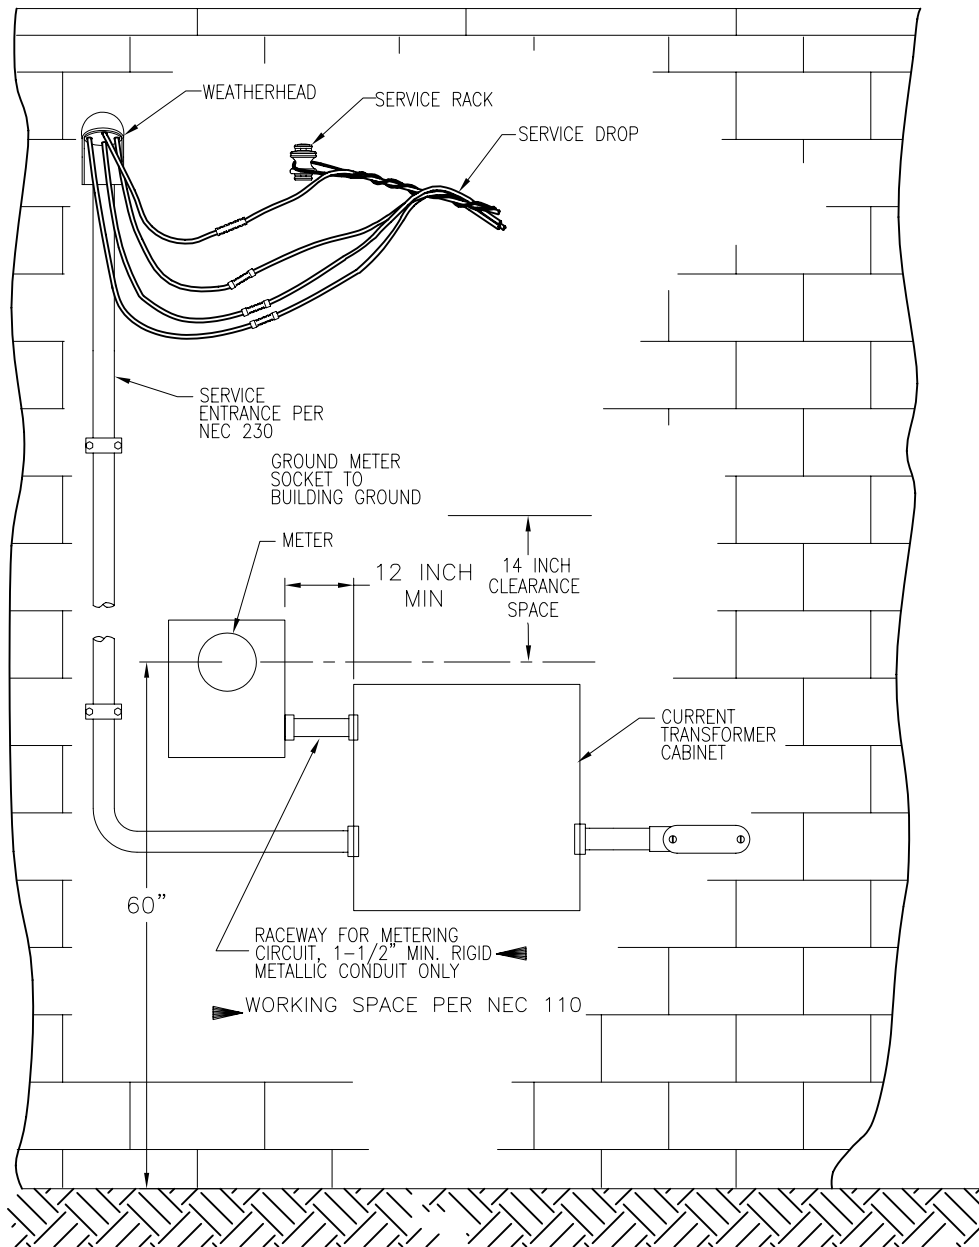 WEATHERHEAD
SERVICE RACK
SERVICE DROP
SERVICE
ENTRANCE PER
NEC 230
GROUND METER
SOCKET TO
BUILDING GROUND
METER
12 INCH
MIN
14 INCH
CLEARANCE
SPACE
CURRENT
TRANSFORMER
CABINET
60”
RACEWAY FOR METERING
CIRCUIT, 1-1/2" MIN. RIGID
METALLIC CONDUIT ONLY
WORKING SPACE PER NEC 110